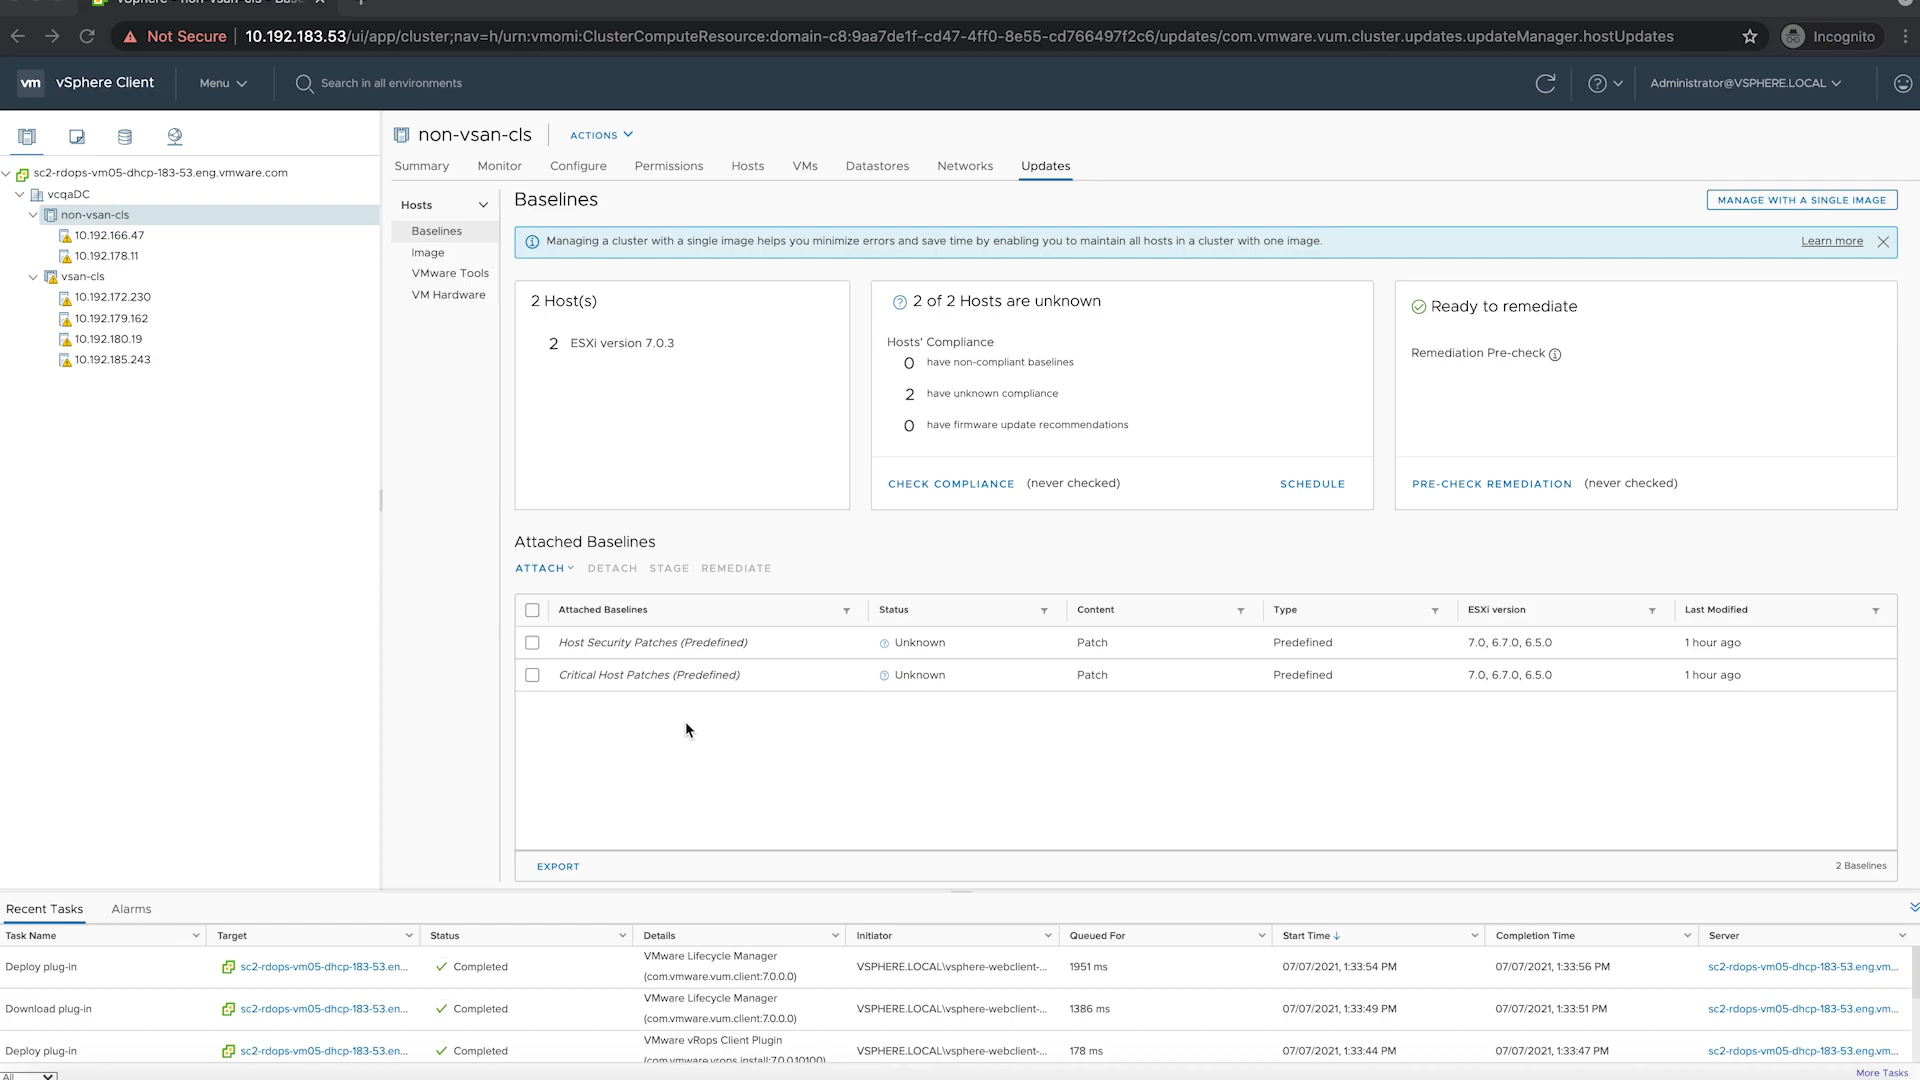 vSphere - non-vsan-cls - Base
Not Secure | 10.192.183.53/ui/app/cluster;nav=h/urn:vmomi:ClusterComputeResource:domain-c8:9aa7de1f-cd47-4ff0-8e55-cd766497f2c6/updates/com.vmware.vum.cluster.updates.updateManager.hostUpdates Incognito
vm vSphere Client Menu Search in all environments Administrator@VSPHERE.LOCAL
sc2-rdops-vm05-dhcp-183-53.eng.vmware.com
vcqaDC
non-vsan-cls
10.192.166.47
10.192.178.11
vsan-cls
10.192.172.230
10.192.179.162
10.192.180.19
10.192.185.243
non-vsan-cls ACTIONS
Summary Monitor Configure Permissions Hosts VMs Datastores Networks Updates
Hosts
Baselines
Image
VMware Tools
VM Hardware
Baselines MANAGE WITH A SINGLE IMAGE
Managing a cluster with a single image helps you minimize errors and save time by enabling you to maintain all hosts in a cluster with one image. Learn more
2 Host(s)
2 ESXi version 7.0.3
2 of 2 Hosts are unknown
Hosts' Compliance
0 have non-compliant baselines
2 have unknown compliance
0 have firmware update recommendations
CHECK COMPLIANCE (never checked) SCHEDULE
Ready to remediate
Remediation Pre-check
PRE-CHECK REMEDIATION (never checked)
Attached Baselines
ATTACH DETACH STAGE REMEDIATE
Attached Baselines Status Content Type ESXi version Last Modified
Host Security Patches (Predefined) Unknown Patch Predefined 7.0, 6.7.0, 6.5.0 1 hour ago
Critical Host Patches (Predefined) Unknown Patch Predefined 7.0, 6.7.0, 6.5.0 1 hour ago
EXPORT 2 Baselines
Recent Tasks Alarms
Task Name Target Status Details Initiator Queued For Start Time Completion Time Server
Deploy plug-in sc2-rdops-vm05-dhcp-183-53.en... Completed VMware Lifecycle Manager (com.vmware.vum.client:7.0.0.0) VSPHERE.LOCAL\vsphere-webclient-... 1951 ms 07/07/2021, 1:33:54 PM 07/07/2021, 1:33:56 PM sc2-rdops-vm05-dhcp-183-53.eng.vm...
Download plug-in sc2-rdops-vm05-dhcp-183-53.en... Completed VMware Lifecycle Manager (com.vmware.vum.client:7.0.0.0) VSPHERE.LOCAL\vsphere-webclient-... 1386 ms 07/07/2021, 1:33:49 PM 07/07/2021, 1:33:51 PM sc2-rdops-vm05-dhcp-183-53.eng.vm...
Deploy plug-in sc2-rdops-vm05-dhcp-183-53.en... Completed VMware vRops Client Plugin (com.vmware.vrops.install:7.0.0.10100) VSPHERE.LOCAL\vsphere-webclient-... 178 ms 07/07/2021, 1:33:44 PM 07/07/2021, 1:33:47 PM sc2-rdops-vm05-dhcp-183-53.eng.vm...
All More Tasks